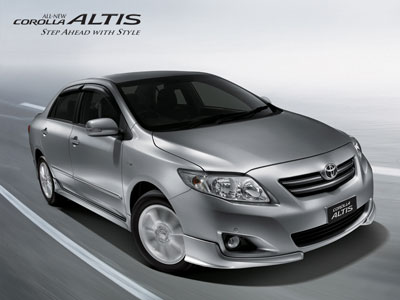 ALL-NEW
COROLLA ALTIS
STEP AHEAD WITH STYLE
COROLLA
ALTIS